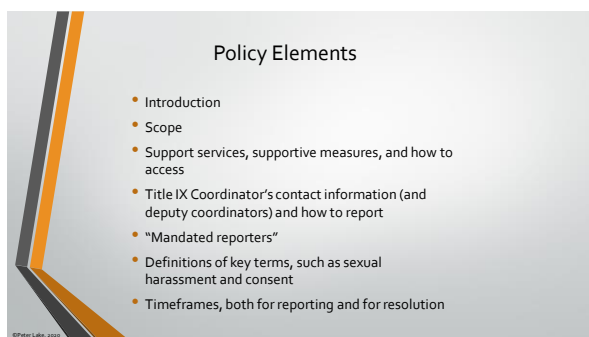 Policy Elements
• Introduction
• Scope
• Support services, supportive measures, and how to
access
• Title IX Coordinator's contact information (and
deputy coordinators) and how to report
• "Mandated reporters"
• Definitions of key terms, such as sexual
harassment and consent
• Timeframes, both for reporting and for resolution
©Peter Lake, 2020